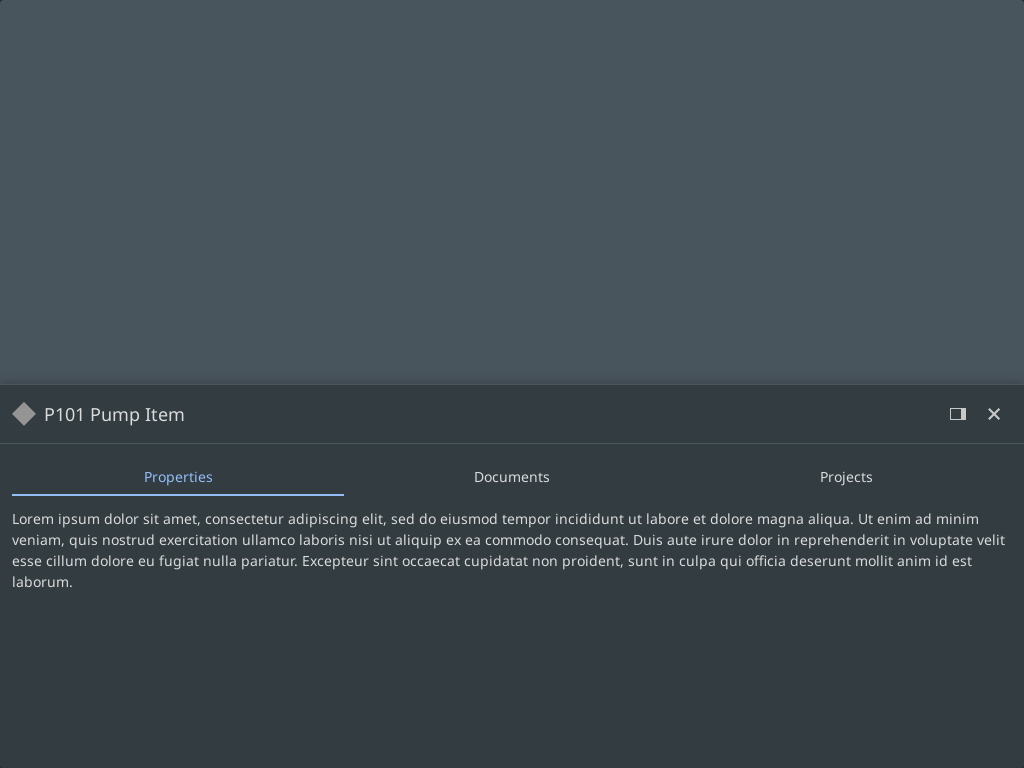 P101 Pump Item
Properties
Documents
Projects
Lorem ipsum dolor sit amet, consectetur adipiscing elit, sed do eiusmod tempor incididunt ut labore et dolore magna aliqua. Ut enim ad minim
veniam, quis nostrud exercitation ullamco laboris nisi ut aliquip ex ea commodo consequat. Duis aute irure dolor in reprehenderit in voluptate velit
esse cillum dolore eu fugiat nulla pariatur. Excepteur sint occaecat cupidatat non proident, sunt in culpa qui officia deserunt mollit anim id est
laborum.